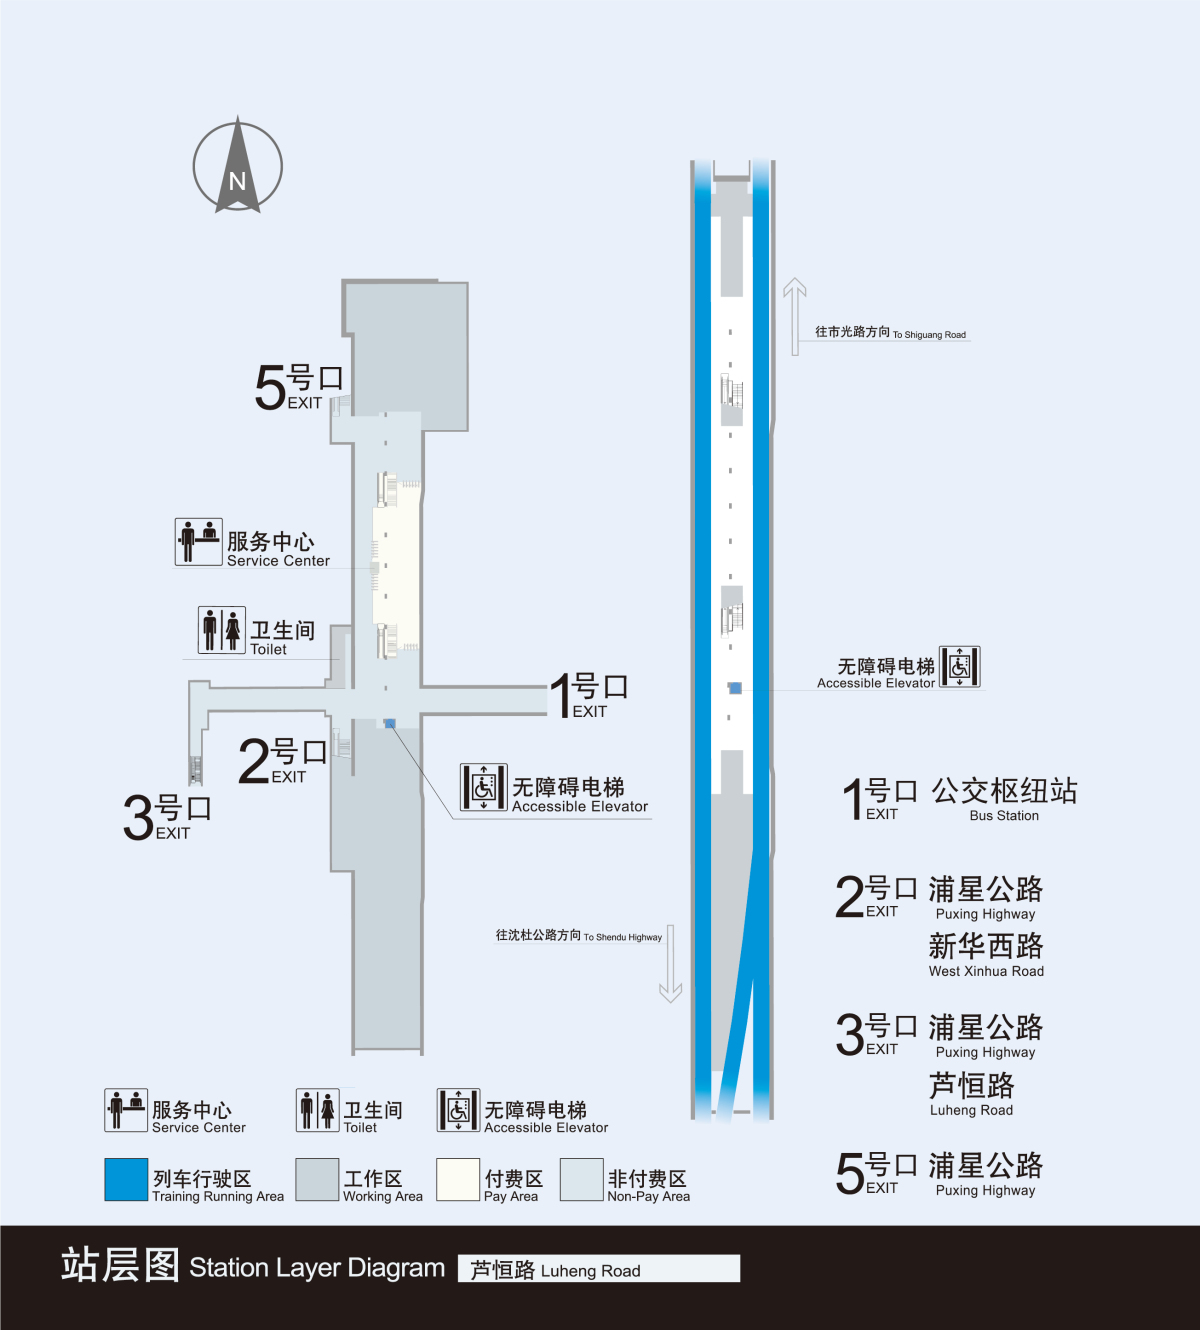 N
往市光路方向 To Shiguang Road
5号口
EXIT
服务中心
Service Center
卫生间
Toilet
无障碍电梯
Accessible Elevator
1号口
EXIT
2号口
EXIT
无障碍电梯
Accessible Elevator
3号口
EXIT
往沈杜公路方向 To Shendu Highway
1号口 公交枢纽站
EXIT Bus Station
2号口 浦星公路
EXIT Puxing Highway
新华西路
West Xinhua Road
3号口 浦星公路
EXIT Puxing Highway
芦恒路
Luheng Road
5号口 浦星公路
EXIT Puxing Highway
服务中心
Service Center
卫生间
Toilet
无障碍电梯
Accessible Elevator
列车行驶区
Training Running Area
工作区
Working Area
付费区
Pay Area
非付费区
Non-Pay Area
站层图 Station Layer Diagram 芦恒路 Luheng Road